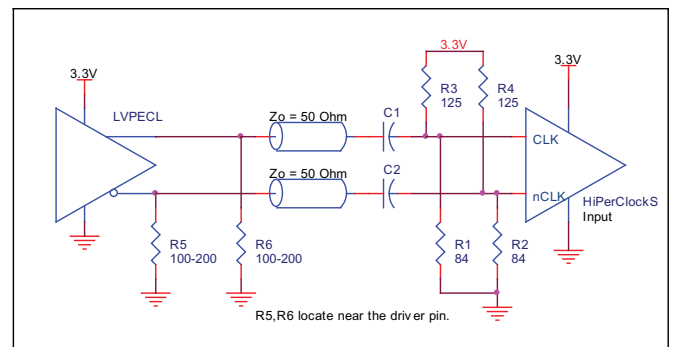 3.3V
LVPECL
Zo = 50 Ohm
C1
3.3V
R3
125
R4
125
3.3V
CLK
Zo = 50 Ohm
C2
nCLK
HiPerClockS
Input
R5
100-200
R6
100-200
R1
84
R2
84
R5,R6 locate near the driver pin.